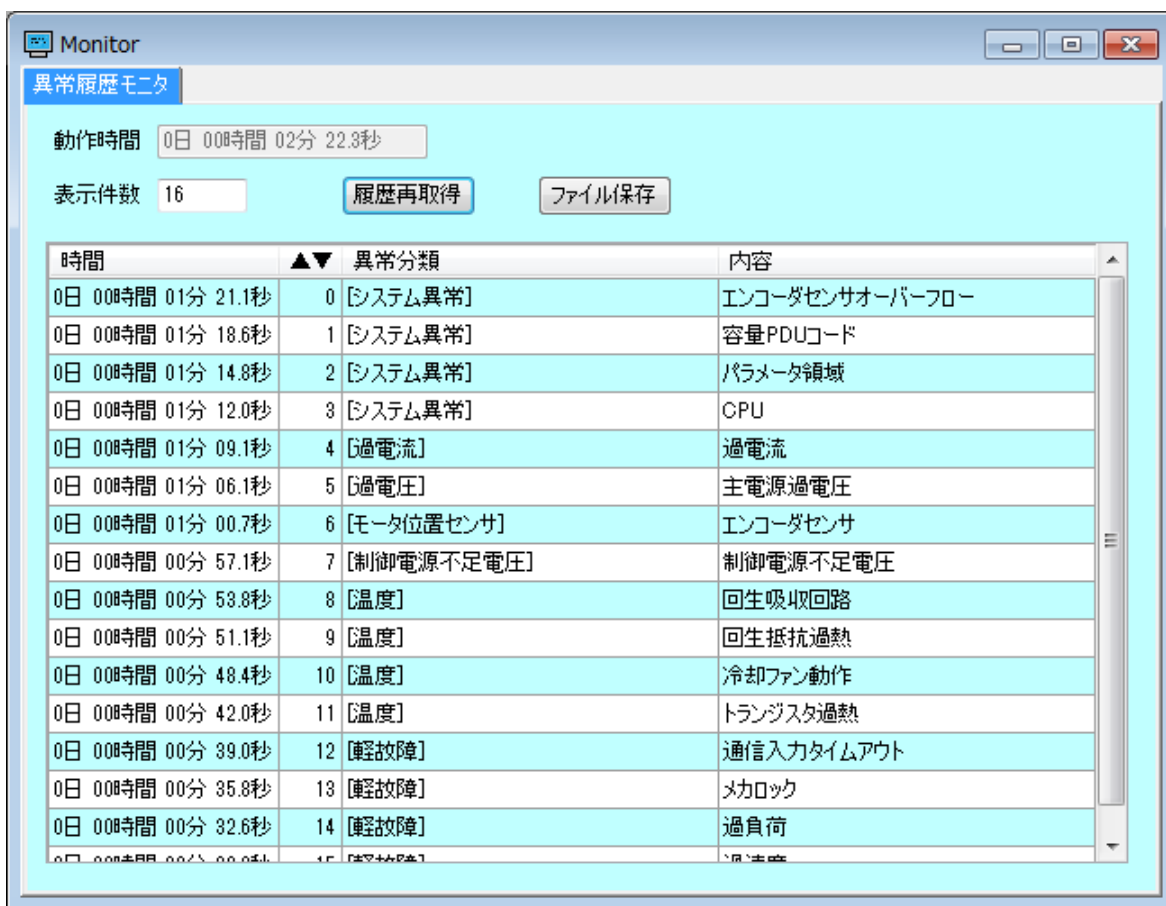 Monitor
異常履歴モニタ
動作時間 0日 00時間 02分 22.3秒
表示件数 16 履歴再取得 ファイル保存
時間 ▲▼ 異常分類 内容
0日 00時間 01分 21.1秒 0 [システム異常] エンコーダセンサオーバーフロー
0日 00時間 01分 18.6秒 1 [システム異常] 容量PDUコード
0日 00時間 01分 14.8秒 2 [システム異常] パラメータ領域
0日 00時間 01分 12.0秒 3 [システム異常] CPU
0日 00時間 01分 09.1秒 4 [過電流] 過電流
0日 00時間 01分 06.1秒 5 [過電圧] 主電源過電圧
0日 00時間 01分 00.7秒 6 [モータ位置センサ] エンコーダセンサ
0日 00時間 00分 57.1秒 7 [制御電源不足電圧] 制御電源不足電圧
0日 00時間 00分 53.8秒 8 [温度] 回生吸収回路
0日 00時間 00分 51.1秒 9 [温度] 回生抵抗過熱
0日 00時間 00分 48.4秒 10 [温度] 冷却ファン動作
0日 00時間 00分 42.0秒 11 [温度] トランジスタ過熱
0日 00時間 00分 39.0秒 12 [軽故障] 通信入力タイムアウト
0日 00時間 00分 35.8秒 13 [軽故障] メカロック
0日 00時間 00分 32.6秒 14 [軽故障] 過負荷
15 [軽故障] 過速度